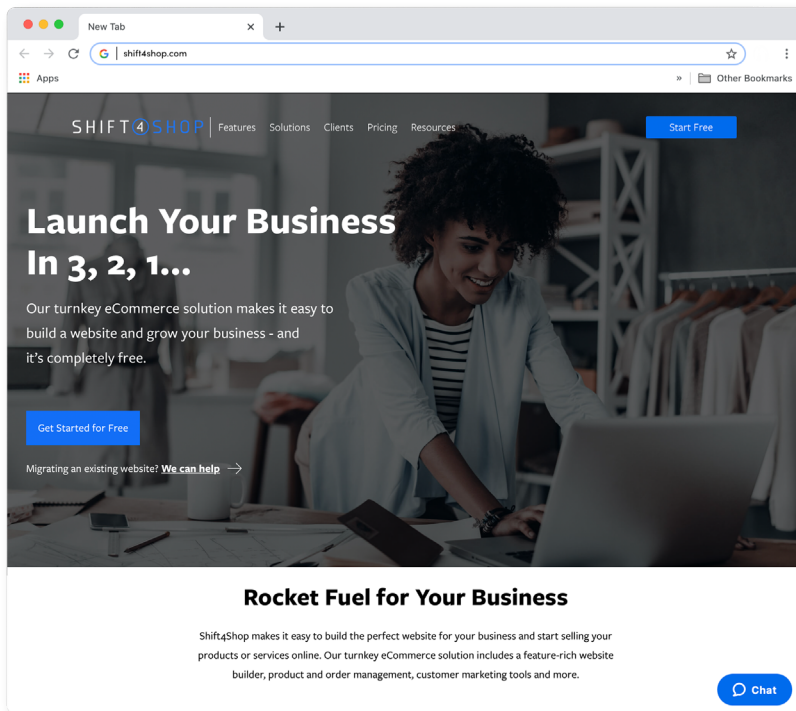 New Tab
shift4shop.com
Apps
» Other Bookmarks
SHIFT4SHOP Features Solutions Clients Pricing Resources Start Free
Launch Your Business
In 3, 2, 1...
Our turnkey eCommerce solution makes it easy to
build a website and grow your business - and
it's completely free.
Get Started for Free
Migrating an existing website? We can help
Rocket Fuel for Your Business
Shift4Shop makes it easy to build the perfect website for your business and start selling your
products or services online. Our turnkey eCommerce solution includes a feature-rich website
builder, product and order management, customer marketing tools and more.
Chat